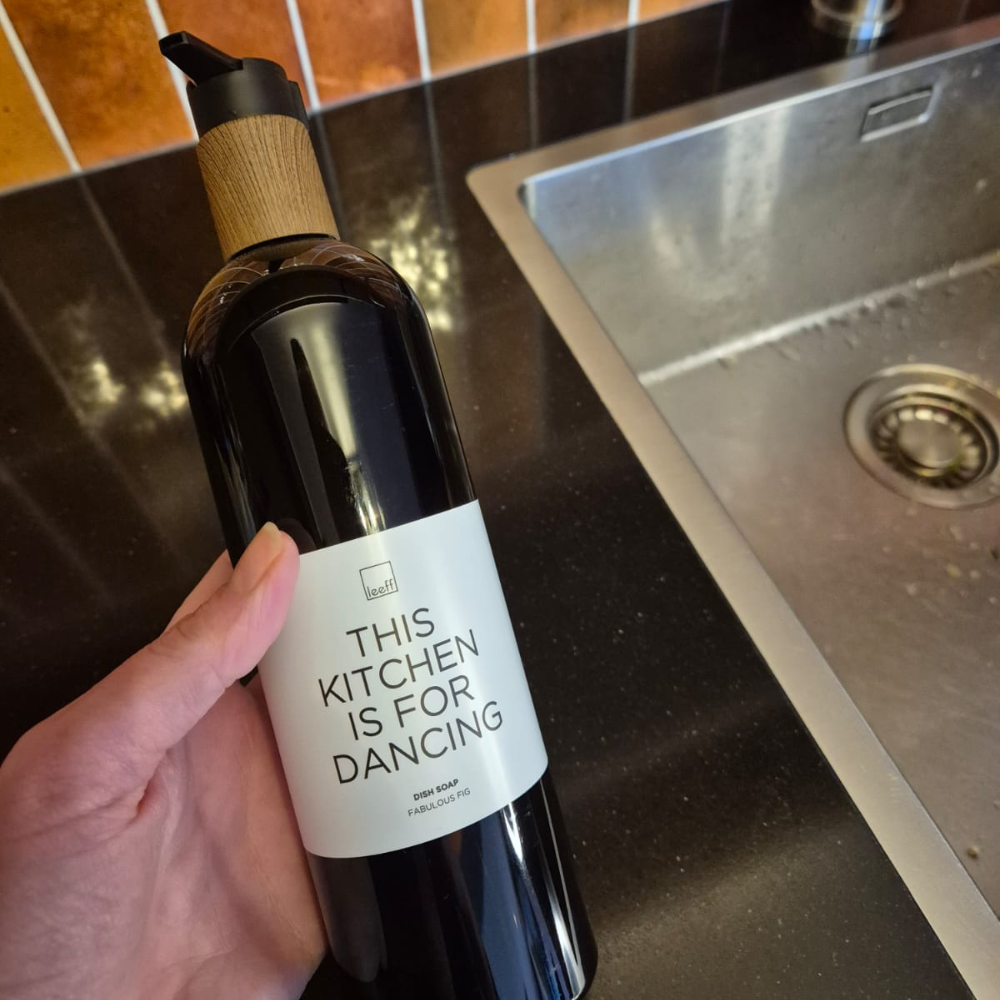 leeff
THIS
KITCHEN
IS FOR
DANCING
DISH SOAP
FABULOUS FIG